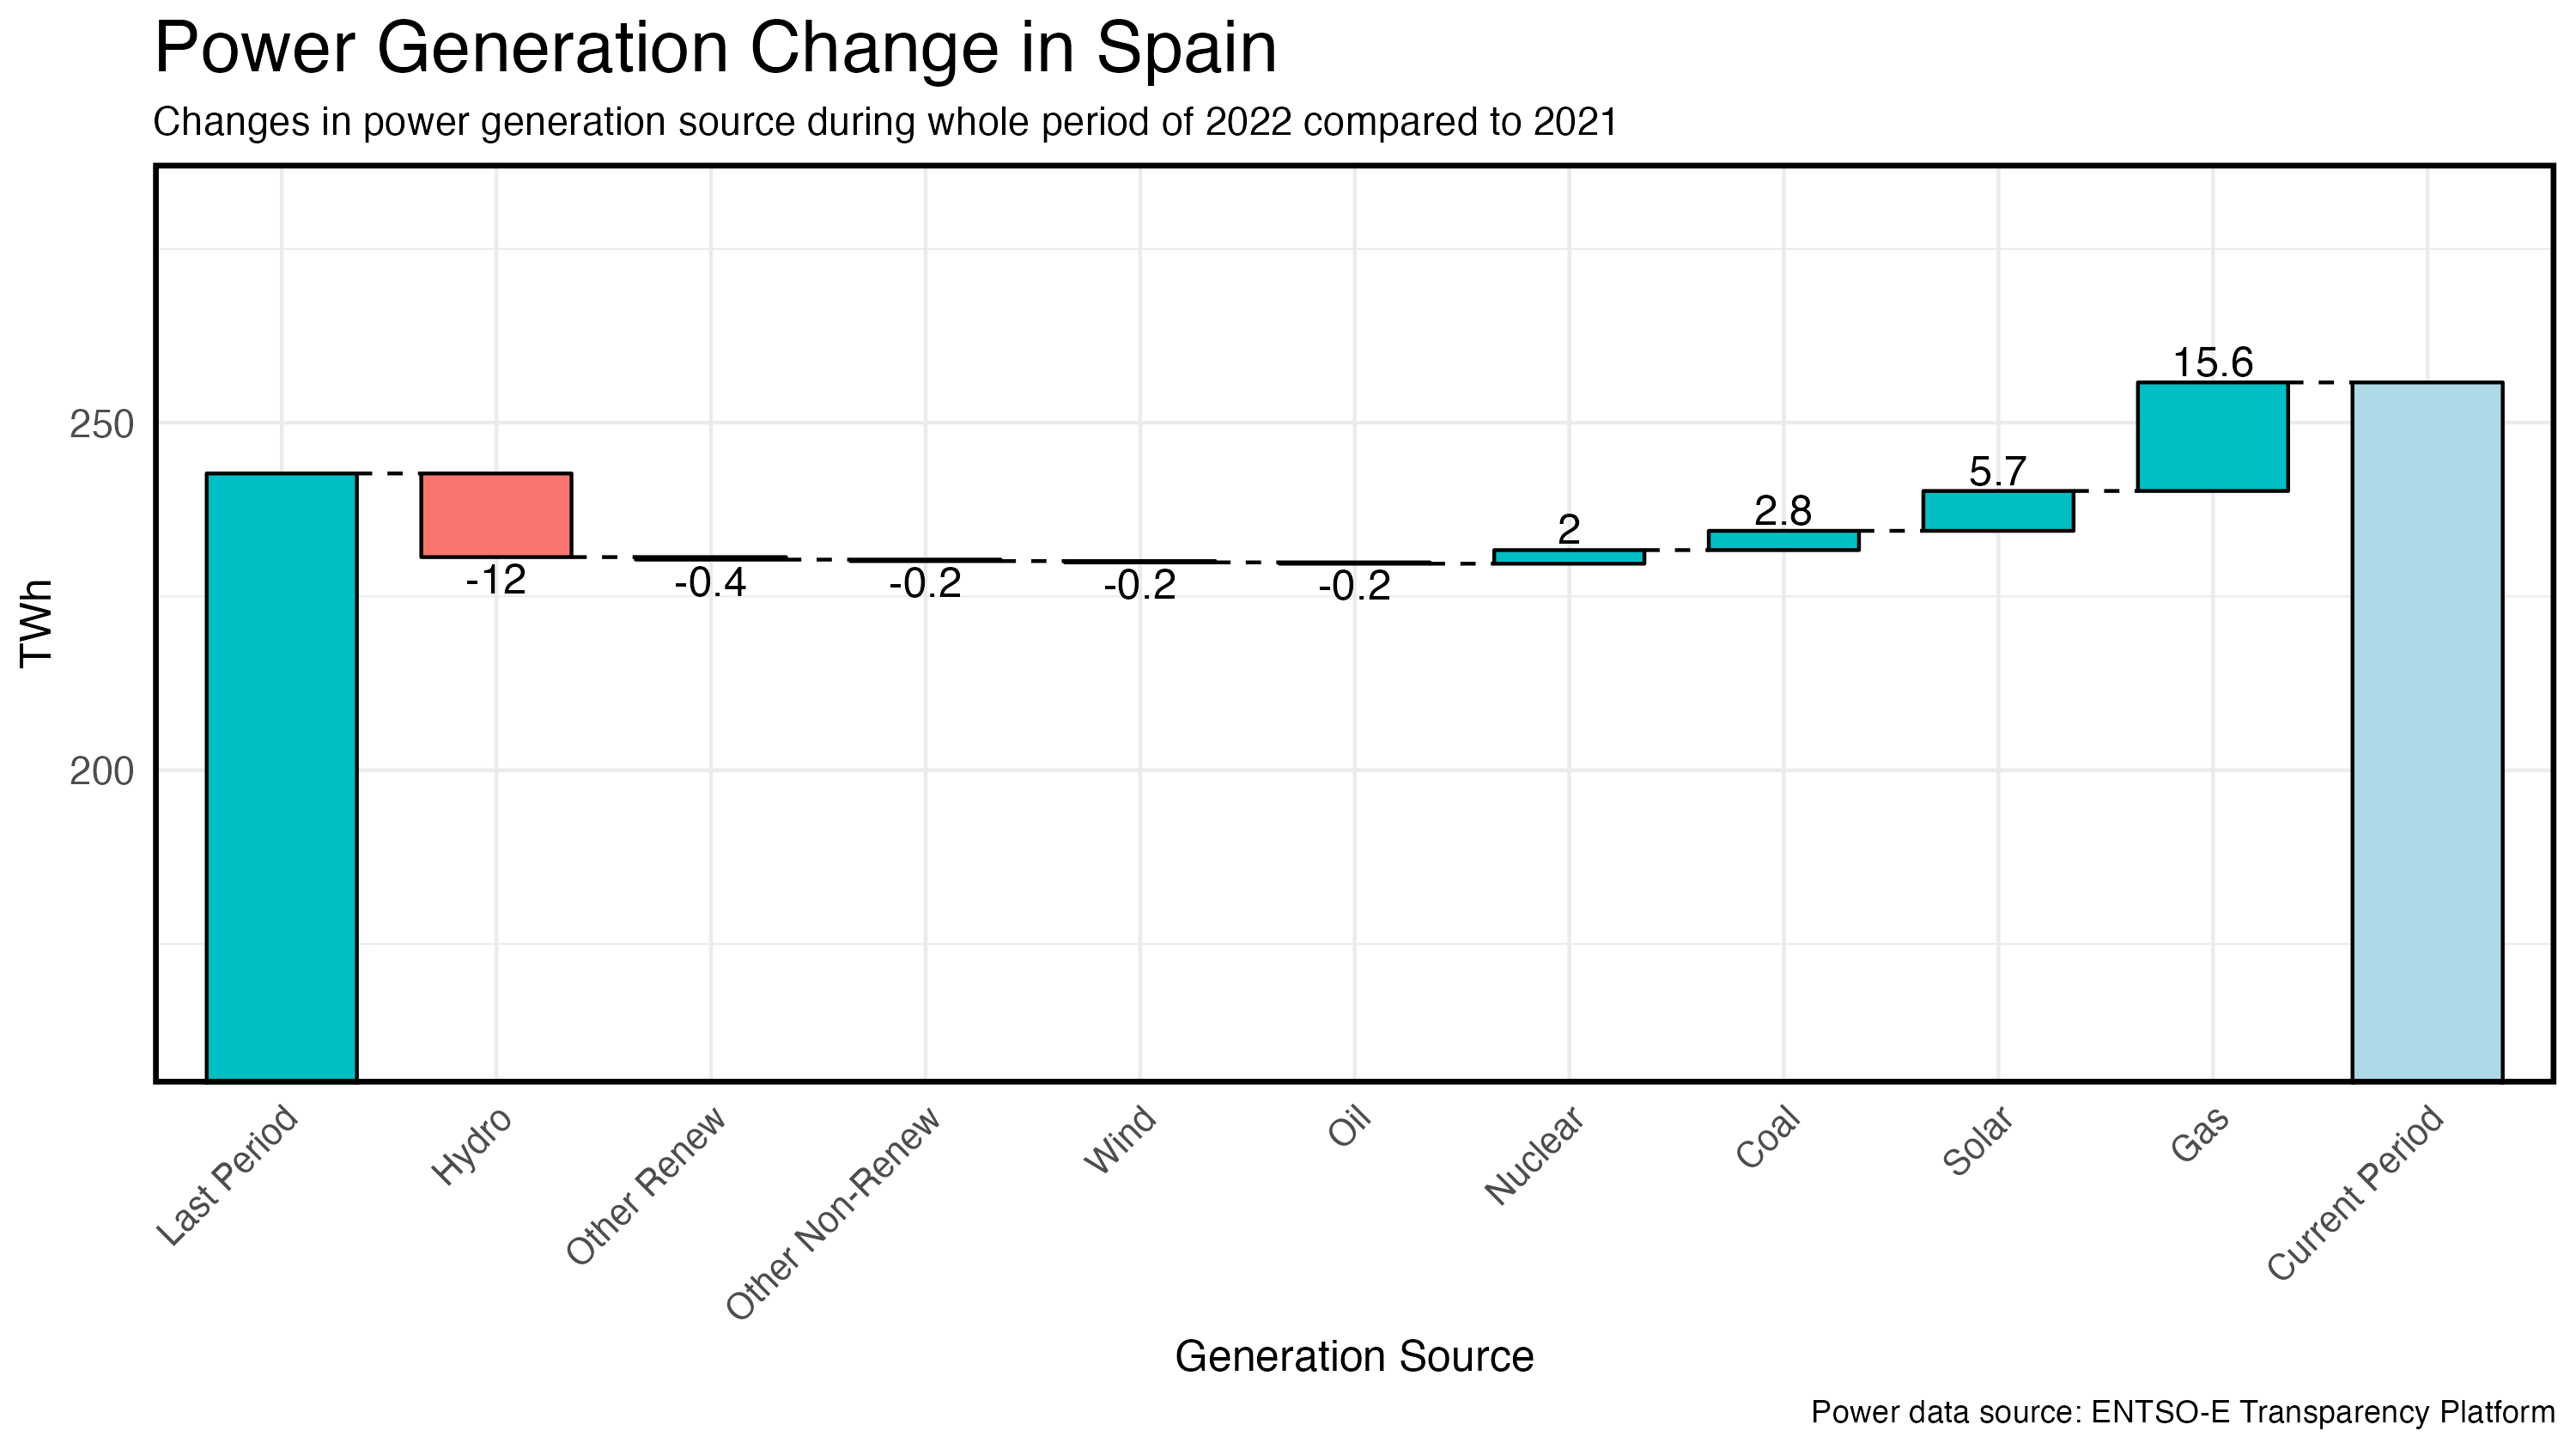 Power Generation Change in Spain
Changes in power generation source during whole period of 2022 compared to 2021
TWh
250
200
-12
-0.4
-0.2
-0.2
-0.2
2
2.8
5.7
15.6
Last Period
Hydro
Other Renew
Other Non-Renew
Wind
Oil
Nuclear
Coal
Solar
Gas
Current Period
Generation Source
Power data source: ENTSO-E Transparency Platform